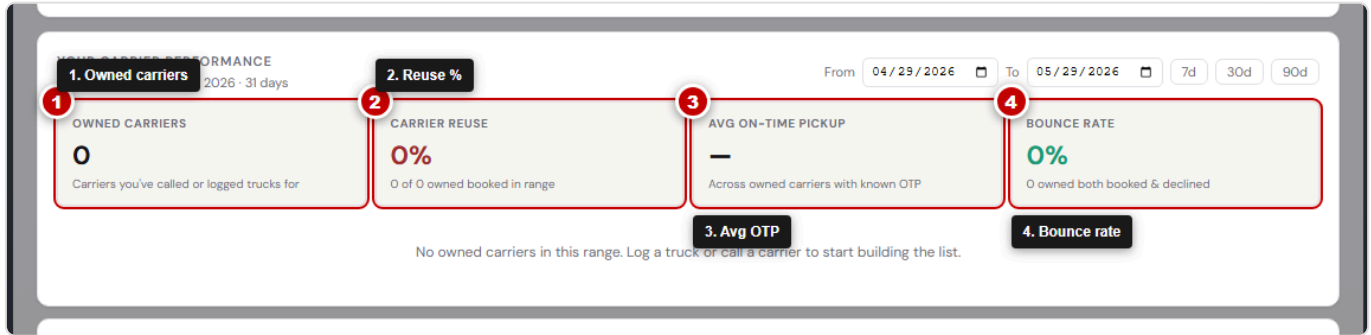 YOUR CARRIER PERFORMANCE
1. Owned carriers
2026 · 31 days
2. Reuse %
From 04/29/2026 To 05/29/2026 7d 30d 90d
1 2 3 4
OWNED CARRIERS
0
Carriers you've called or logged trucks for
CARRIER REUSE
0%
0 of 0 owned booked in range
AVG ON-TIME PICKUP
—
Across owned carriers with known OTP
BOUNCE RATE
0%
0 owned both booked & declined
3. Avg OTP
4. Bounce rate
No owned carriers in this range. Log a truck or call a carrier to start building the list.